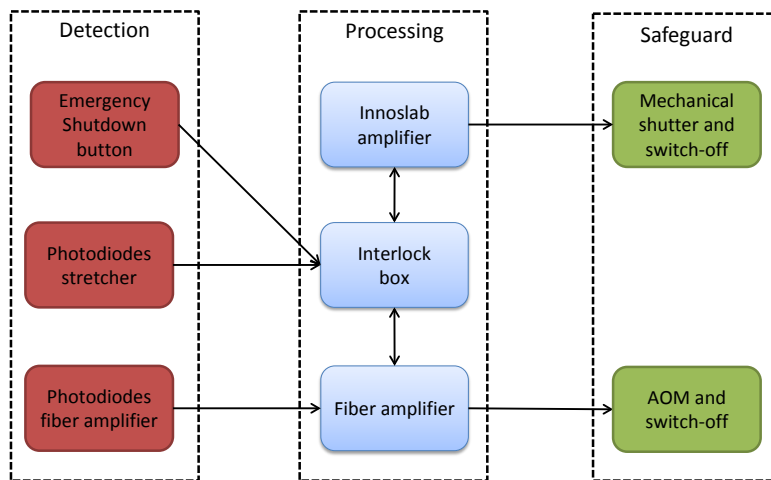 Detection
Emergency
Shutdown
button
Photodiodes
stretcher
Photodiodes
fiber amplifier
Processing
Innoslab
amplifier
Interlock
box
Fiber amplifier
Safeguard
Mechanical
shutter and
switch-off
AOM and
switch-off